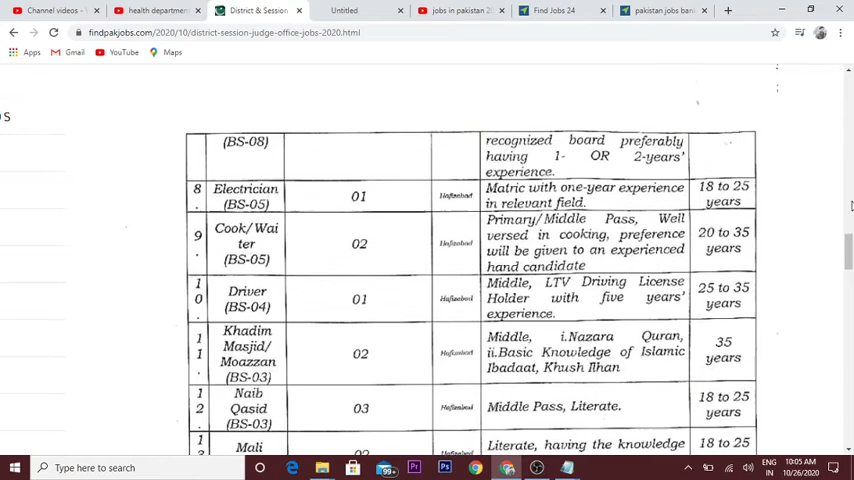 Channel videos -
health department
District & Session
Untitled
jobs in pakistan 20
Find Jobs 24
pakistan jobs bank
findpakjobs.com/2020/10/district-session-judge-office-jobs-2020.html
Apps
Gmail
YouTube
Maps
S
(BS-08)
recognized board preferably
having 1- OR 2-years'
experience.
8
.
Electrician
(BS-05)
01
Hafizabad
Matric with one-year experience
in relevant field.
18 to 25
years
9
.
Cook/Wai
ter
(BS-05)
02
Hafizabad
Primary/Middle Pass, Well
versed in cooking, preference
will be given to an experienced
hand candidate
20 to 35
years
1
0
.
Driver
(BS-04)
01
Hafizabad
Middle, LTV Driving License
Holder with five years'
experience.
25 to 35
years
1
1
.
Khadim
Masjid/
Moazzan
(BS-03)
02
Hafizabad
Middle, i.Nazara Quran,
ii.Basic Knowledge of Islamic
Ibadaat, Khush Ilhan
35
years
1
2
.
Naib
Qasid
(BS-03)
03
Hafizabad
Middle Pass, Literate.
18 to 25
years
1
3
Mali
02
Hafizabad
Literate, having the knowledge
18 to 25
Type here to search
99+
Pr
Ps
ENG
IN
10:05 AM
10/26/2020